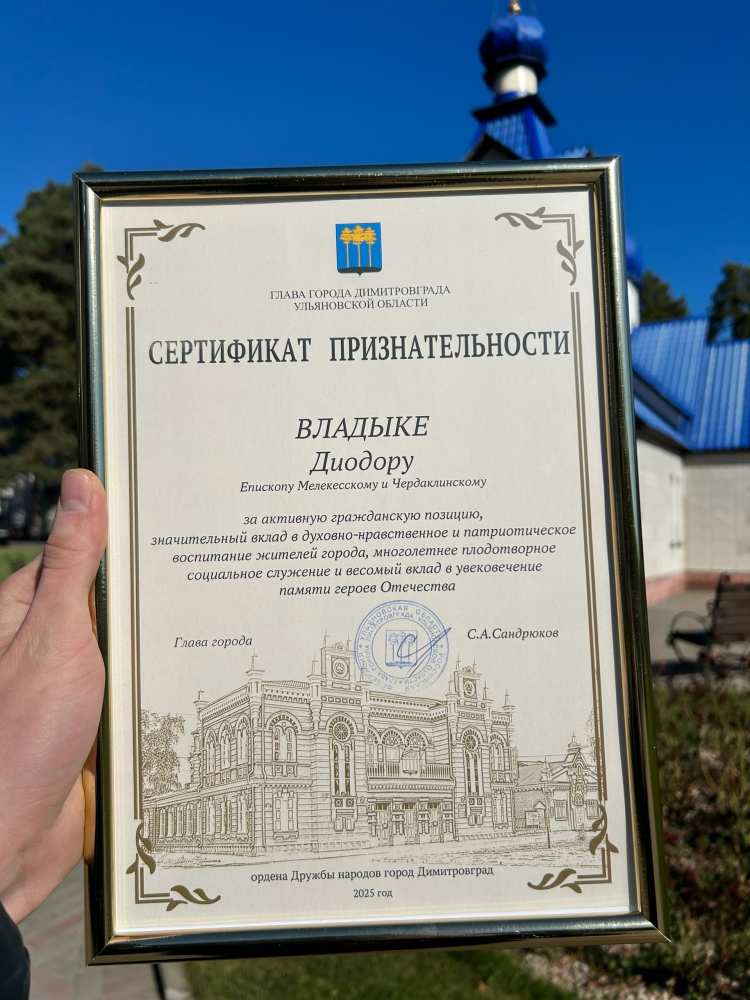 ГЛАВА ГОРОДА ДИМИТРОВГРАДА
УЛЬЯНОВСКОЙ ОБЛАСТИ
СЕРТИФИКАТ ПРИЗНАТЕЛЬНОСТИ
ВЛАДЫКЕ
Диодору
Епископу Мелекесскому и Чердаклинскому
за активную гражданскую позицию,
значительный вклад в духовно-нравственное и патриотическое
воспитание жителей города, многолетнее плодотворное
социальное служение и весомый вклад в увековечение
памяти героев Отечества
Глава города
С.А.Сандрюков
УЛЬЯНОВСКАЯ ОБЛАСТЬ
ордена Дружбы народов город Димитровград
2025 год